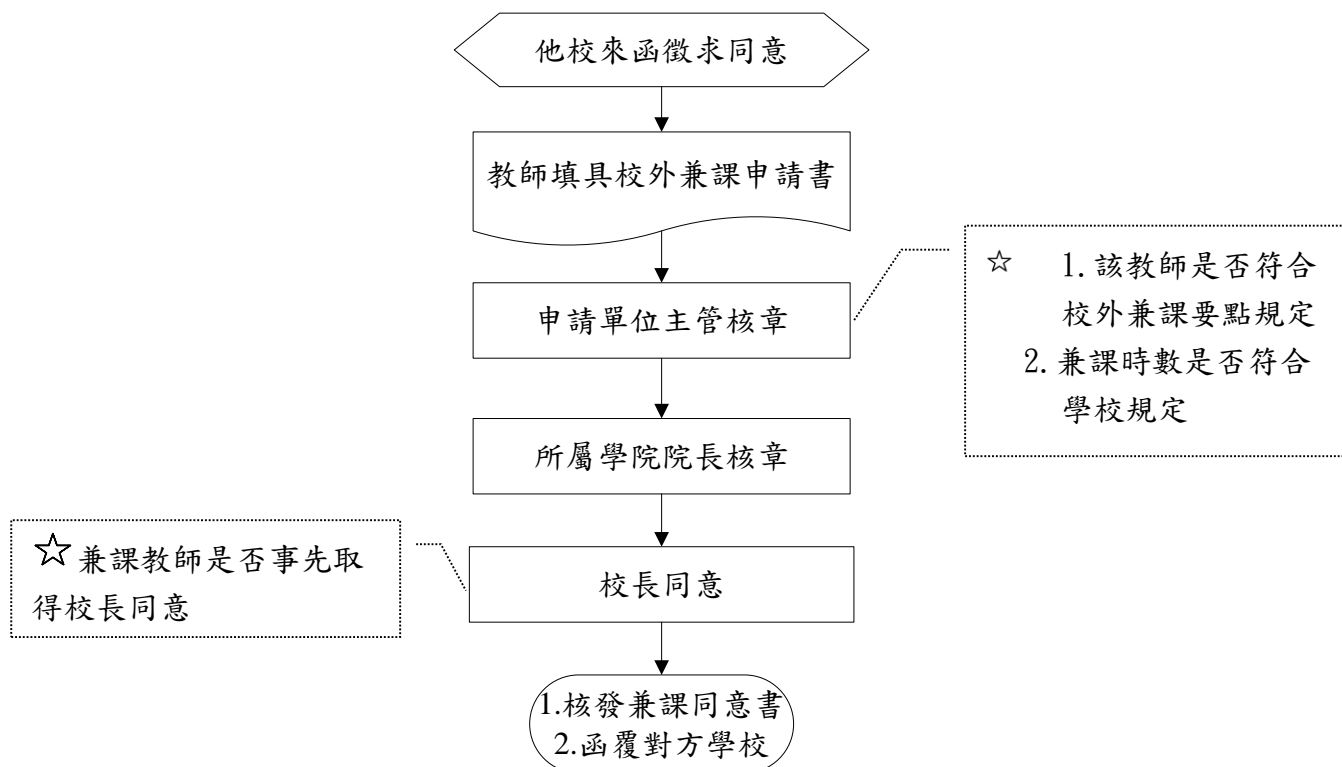 他校來函徵求同意
教師填具校外兼課申請書
申請單位主管核章
☆ 1.該教師是否符合
校外兼課要點規定
2.兼課時數是否符合
學校規定
所屬學院院長核章
☆兼課教師是否事先取
得校長同意
校長同意
1.核發兼課同意書
2.函覆對方學校